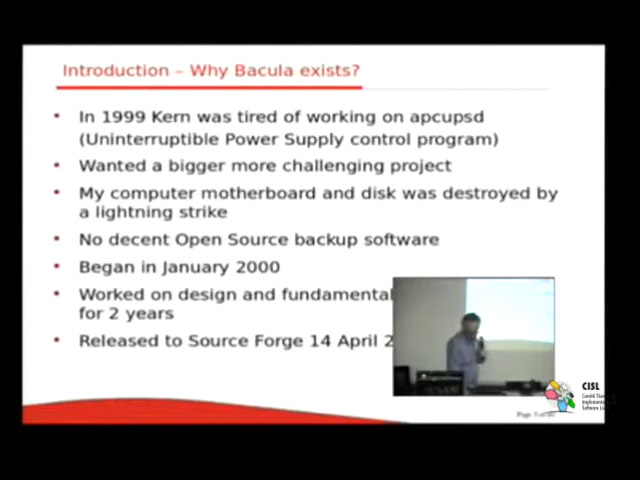 Introduction – Why Bacula exists?
• In 1999 Kern was tired of working on apcupsd
(Uninterruptible Power Supply control program)
• Wanted a bigger more challenging project
• My computer motherboard and disk was destroyed by
a lightning strike
• No decent Open Source backup software
• Began in January 2000
• Worked on design and fundamental
for 2 years
• Released to Source Forge 14 April 2
CISL
Page